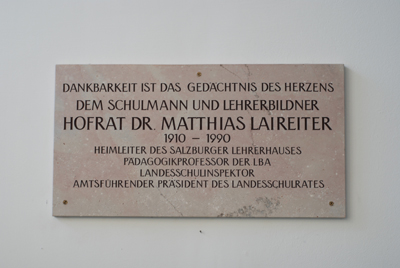 DANKBARKEIT IST DAS GEDÄCHTNIS DES HERZENS
DEM SCHULMANN UND LEHRERBILDNER
HOFRAT DR. MATTHIAS LAIREITER
1910 – 1990
HEIMLEITER DES SALZBURGER LEHRERHAUSES
PÄDAGOGIKPROFESSOR DER LBA
LANDESSCHULINSPEKTOR
AMTSFÜHRENDER PRÄSIDENT DES LANDESSCHULRATES